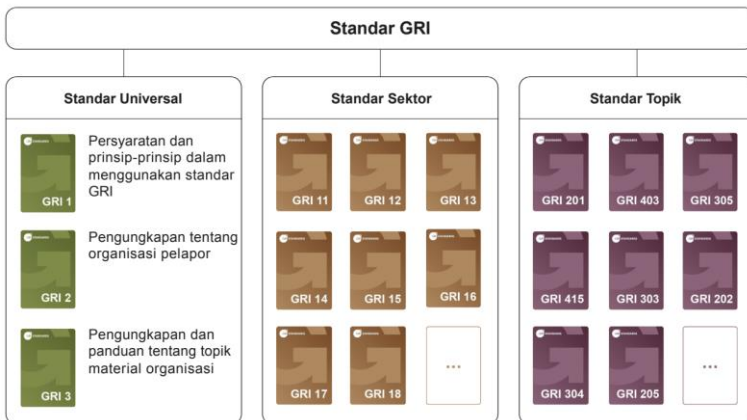 Standar GRI
Standar Universal
GRI 1
Persyaratan dan
prinsip-prinsip dalam
menggunakan standar
GRI
GRI 2
Pengungkapan tentang
organisasi pelapor
GRI 3
Pengungkapan dan
panduan tentang topik
material organisasi
Standar Sektor
GRI 11
GRI 12
GRI 13
GRI 14
GRI 15
GRI 16
GRI 17
GRI 18
...
Standar Topik
GRI 201
GRI 403
GRI 305
GRI 415
GRI 303
GRI 202
GRI 304
GRI 205
...